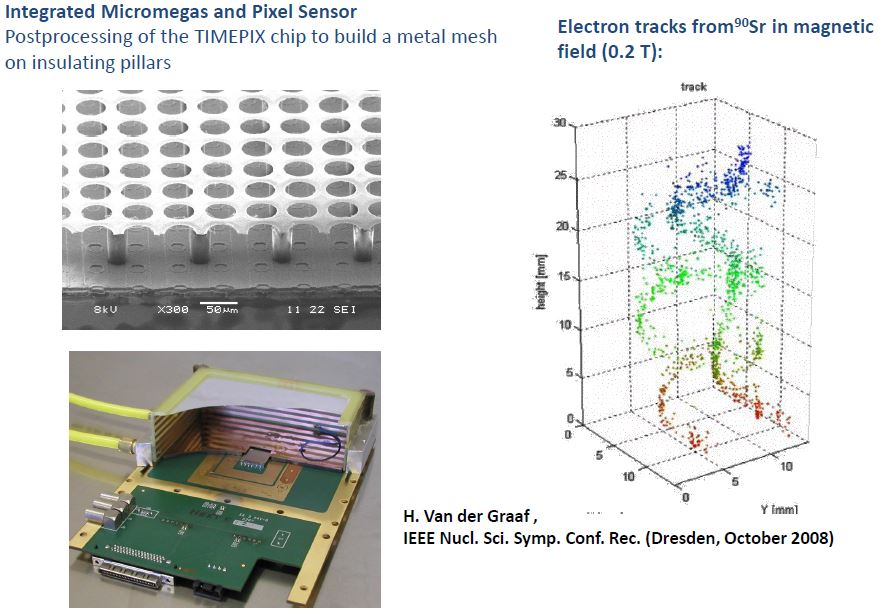 Integrated Micromegas and Pixel Sensor
Postprocessing of the TIMEPIX chip to build a metal mesh
on insulating pillars
Electron tracks from⁹⁰Sr in magnetic
field (0.2 T):
8kV X300 50µm 11 22 SEI
track
30
25
20
15
10
5
0
height [mm]
0
5
10
0
5
10
Y [mm]
H. Van der Graaf ,
IEEE Nucl. Sci. Symp. Conf. Rec. (Dresden, October 2008)